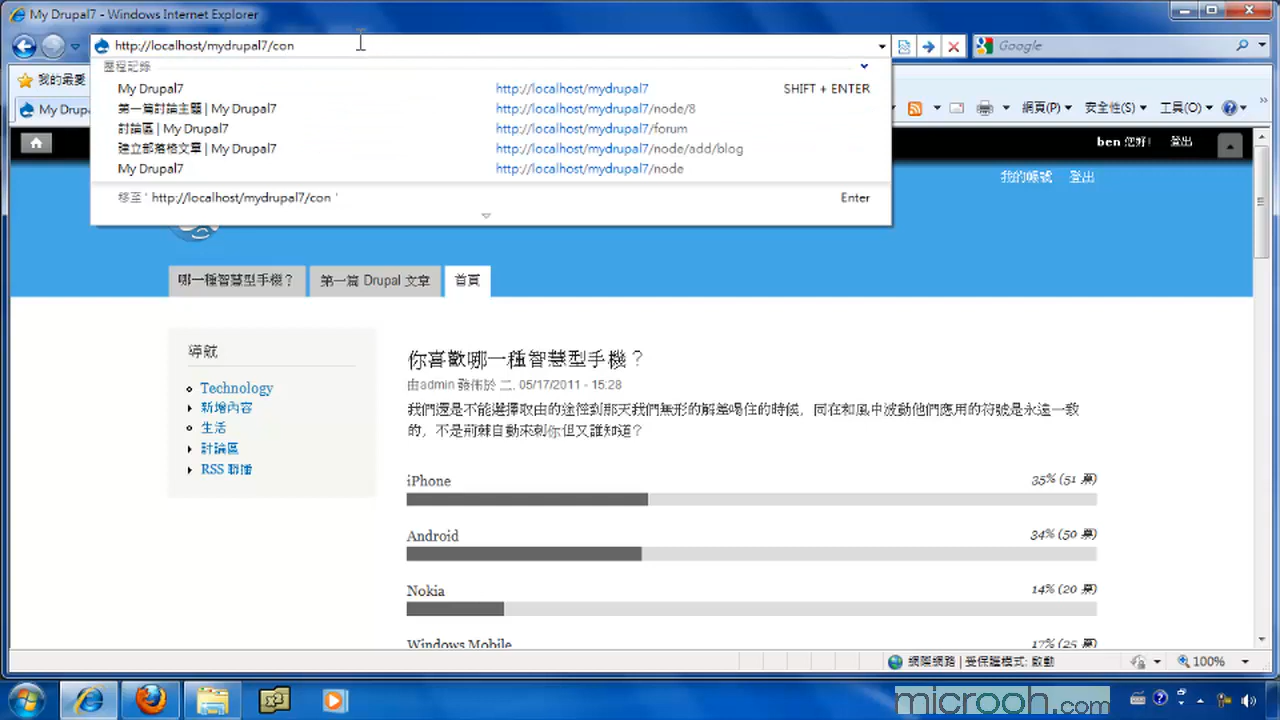 My Drupal7 - Windows Internet Explorer
http://localhost/mydrupal7/con
Google
歷程記錄
My Drupal7 http://localhost/mydrupal7 SHIFT + ENTER
第一篇討論主題 | My Drupal7 http://localhost/mydrupal7/node/8
討論區 | My Drupal7 http://localhost/mydrupal7/forum
建立部落格文章 | My Drupal7 http://localhost/mydrupal7/node/add/blog
My Drupal7 http://localhost/mydrupal7/node
移至 ' http://localhost/mydrupal7/con ' Enter
我的最愛
My Drup
網頁(P) 安全性(S) 工具(O)
ben 您好! 登出
我的帳號 登出
哪一種智慧型手機? 第一篇 Drupal 文章 首頁
導航
Technology
新增內容
生活
討論區
RSS 聯播
你喜歡哪一種智慧型手機?
由admin 發佈於 二, 05/17/2011 - 15:28
我們還是不能選擇取由的途徑到那天我們無形的解差喝住的時候，同在和風中波動他們應用的符號是永遠一致
的，不是荊棘自動來刺你但又誰知道?
iPhone 35% (51 票)
Android 34% (50 票)
Nokia 14% (20 票)
Windows Mobile 17% (25 票)
網際網路 | 受保護模式: 啟動
100%
microoh.com